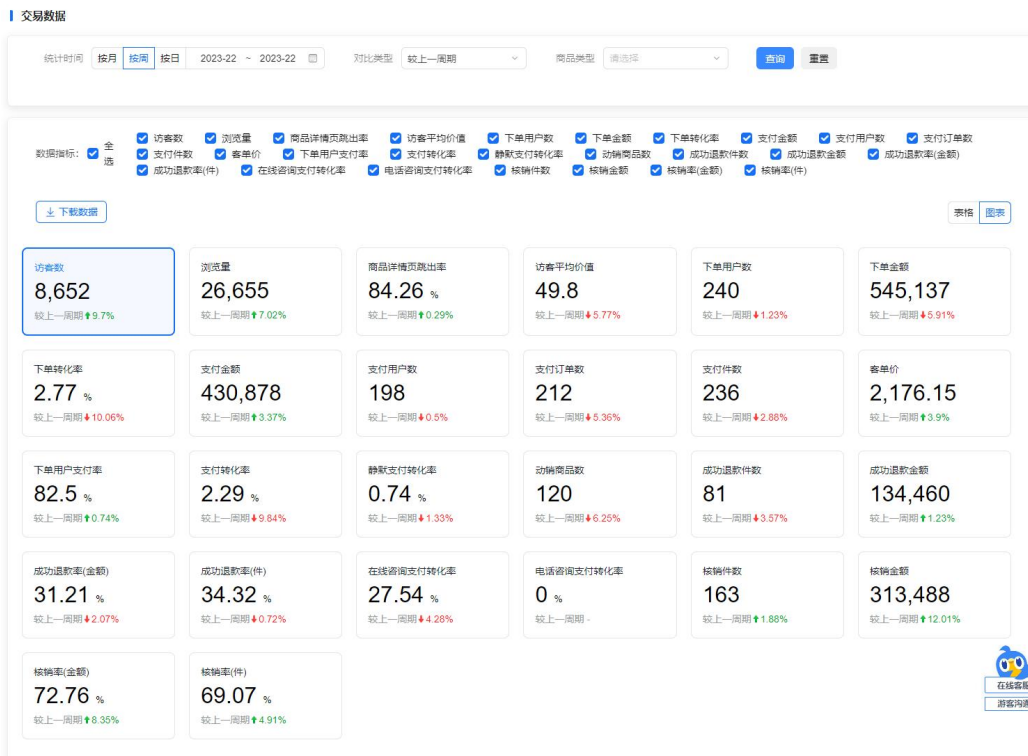 交易数据
统计时间 按月 按周 按日 2023-22 ~ 2023-22 对比类型 较上一周期 商品类型 请选择 查询 重置
数据指标: 全选 访客数 浏览量 商品详情页跳出率 访客平均价值 下单用户数 下单金额 下单转化率 支付金额 支付用户数 支付订单数
支付件数 客单价 下单用户支付率 支付转化率 静默支付转化率 动销商品数 成功退款件数 成功退款金额 成功退款率(金额)
成功退款率(件) 在线咨询支付转化率 电话咨询支付转化率 核销件数 核销金额 核销率(金额) 核销率(件)
下载数据 表格 图表
访客数 浏览量 商品详情页跳出率 访客平均价值 下单用户数 下单金额
8,652 26,655 84.26 % 49.8 240 545,137
较上一周期⬆9.7% 较上一周期⬆7.02% 较上一周期⬆0.29% 较上一周期⬇5.77% 较上一周期⬇1.23% 较上一周期⬇5.91%
下单转化率 支付金额 支付用户数 支付订单数 支付件数 客单价
2.77 % 430,878 198 212 236 2,176.15
较上一周期⬇10.06% 较上一周期⬆3.37% 较上一周期⬇0.5% 较上一周期⬇5.36% 较上一周期⬇2.88% 较上一周期⬆3.9%
下单用户支付率 支付转化率 静默支付转化率 动销商品数 成功退款件数 成功退款金额
82.5 % 2.29 % 0.74 % 120 81 134,460
较上一周期⬆0.74% 较上一周期⬇9.84% 较上一周期⬇1.33% 较上一周期⬇6.25% 较上一周期⬇3.57% 较上一周期⬆1.23%
成功退款率(金额) 成功退款率(件) 在线咨询支付转化率 电话咨询支付转化率 核销件数 核销金额
31.21 % 34.32 % 27.54 % 0 % 163 313,488
较上一周期⬇2.07% 较上一周期⬇0.72% 较上一周期⬇4.28% 较上一周期 - 较上一周期⬆1.88% 较上一周期⬆12.01%
核销率(金额) 核销率(件)
72.76 % 69.07 %
较上一周期⬆8.35% 较上一周期⬆4.91%
在线客服
游客沟通